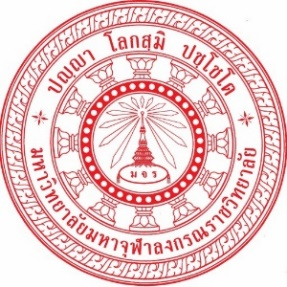 ปญฺญา โลกสฺมิ ปชฺโชโต
มจร
มหาวิทยาลัยมหาจุฬาลงกรณราชวิทยาลัย